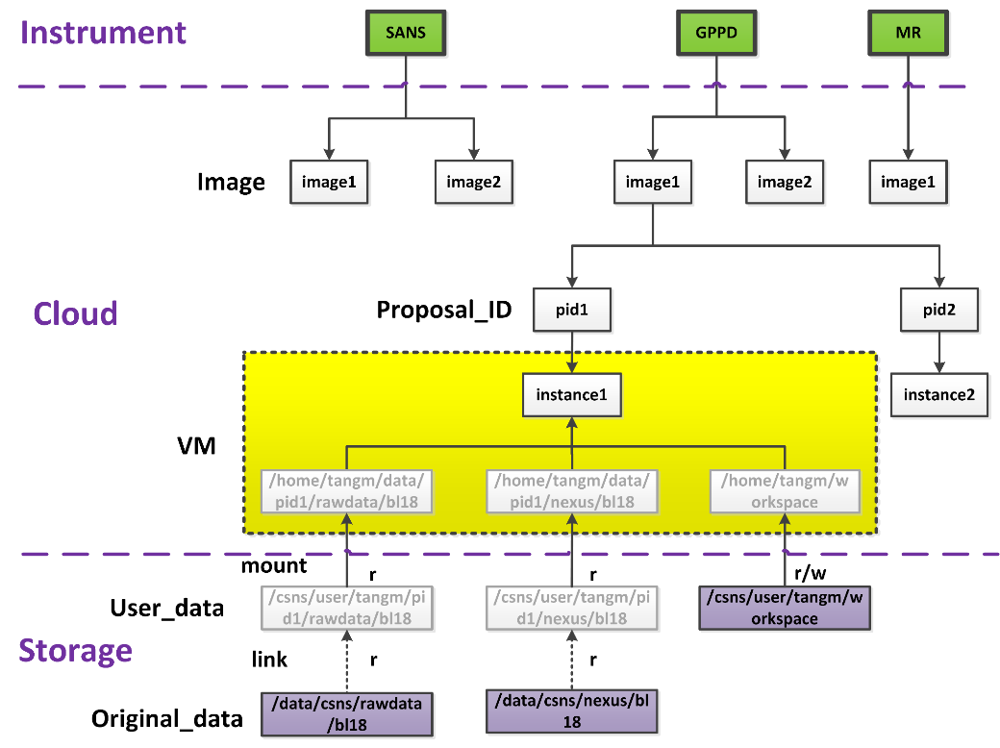 Instrument
SANS
GPPD
MR
Image
image1
image2
image1
image2
image1
Cloud
Proposal_ID
pid1
pid2
instance1
instance2
VM
/home/tangm/data/
pid1/rawdata/bl18
/home/tangm/data/
pid1/nexus/bl18
/home/tangm/w
orkspace
mount
r
r
r/w
User_data
/csns/user/tangm/pi
d1/rawdata/bl18
/csns/user/tangm/pi
d1/nexus/bl18
/csns/user/tangm/w
orkspace
Storage
link
r
r
Original_data
/data/csns/rawdata
/bl18
/data/csns/nexus/bl
18